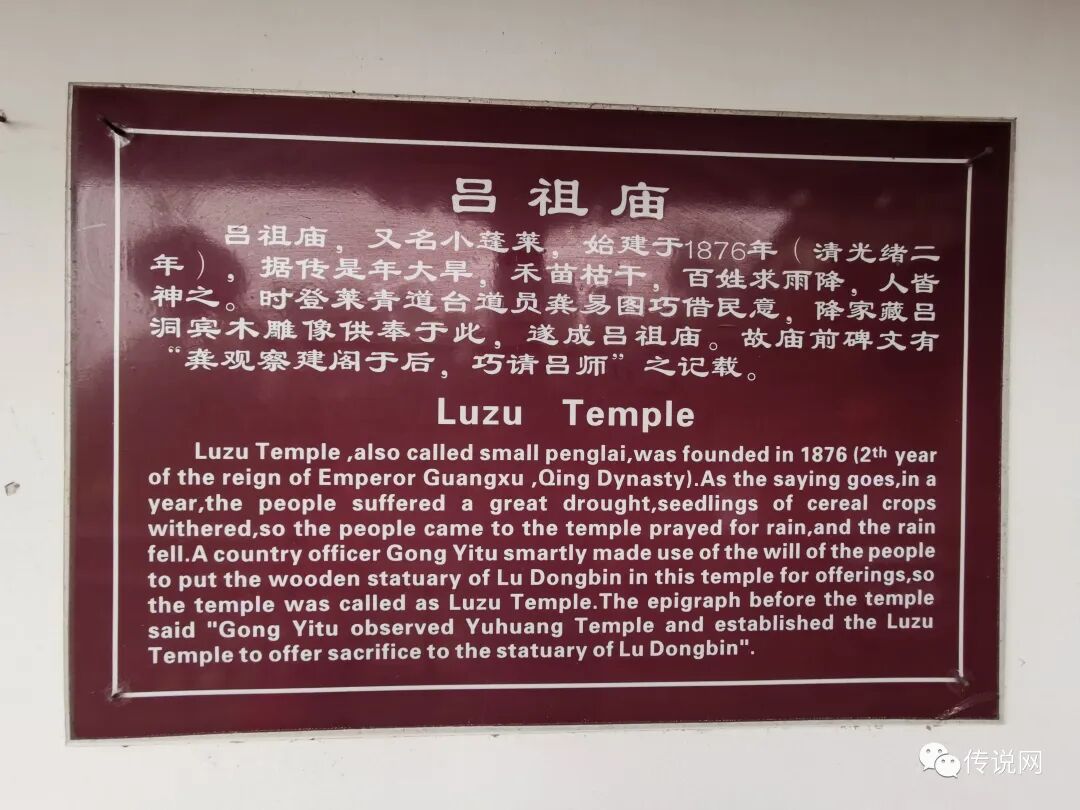 吕祖庙
吕祖庙，又名小蓬莱，始建于1876年（清光绪二
年），据传是年大旱，禾苗枯干，百姓求雨降，人皆
神之。时登莱青道台道员龚易图巧借民意，降家藏吕
洞宾木雕像供奉于此，遂成吕祖庙。故庙前碑文有
“龚观察建阁于后，巧请吕师”之记载。
Luzu Temple
Luzu Temple ,also called small penglai,was founded in 1876 (2th year
of the reign of Emperor Guangxu ,Qing Dynasty).As the saying goes,in a
year,the people suffered a great drought,seedlings of cereal crops
withered,so the people came to the temple prayed for rain,and the rain
fell.A country officer Gong Yitu smartly made use of the will of the people
to put the wooden statuary of Lu Dongbin in this temple for offerings,so
the temple was called as Luzu Temple.The epigraph before the temple
said "Gong Yitu observed Yuhuang Temple and established the Luzu
Temple to offer sacrifice to the statuary of Lu Dongbin".
传说网